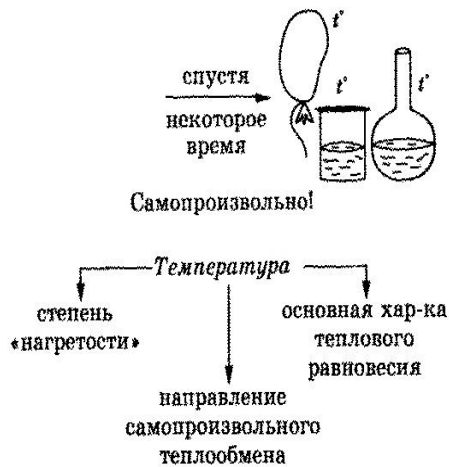 t°
t°
t°
спустя
некоторое
время
Самопроизвольно!
Температура
степень
«нагретости»
основная хар-ка
теплового
равновесия
направление
самопроизвольного
теплообмена